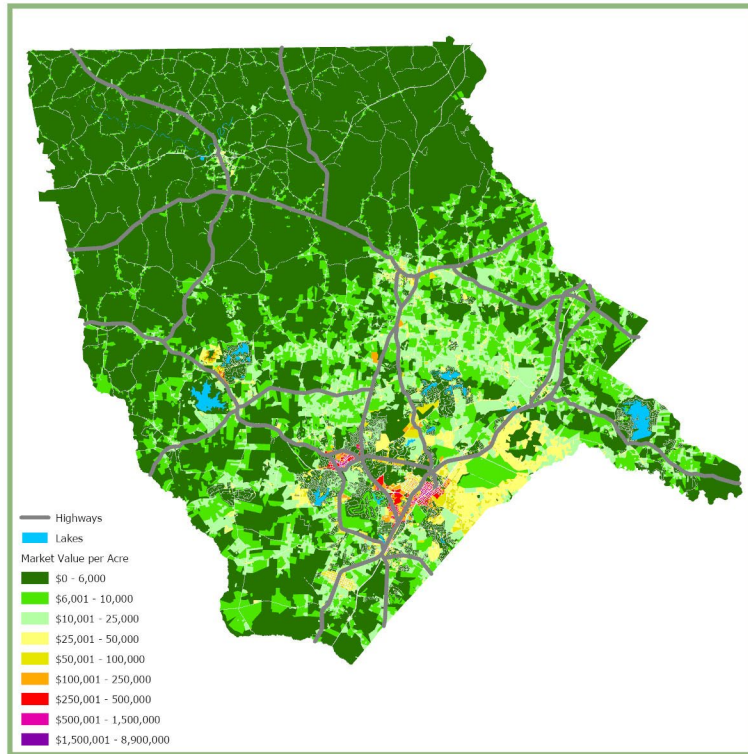 Highways
Lakes
Market Value per Acre
$0 - 6,000
$6,001 - 10,000
$10,001 - 25,000
$25,001 - 50,000
$50,001 - 100,000
$100,001 - 250,000
$250,001 - 500,000
$500,001 - 1,500,000
$1,500,001 - 8,900,000